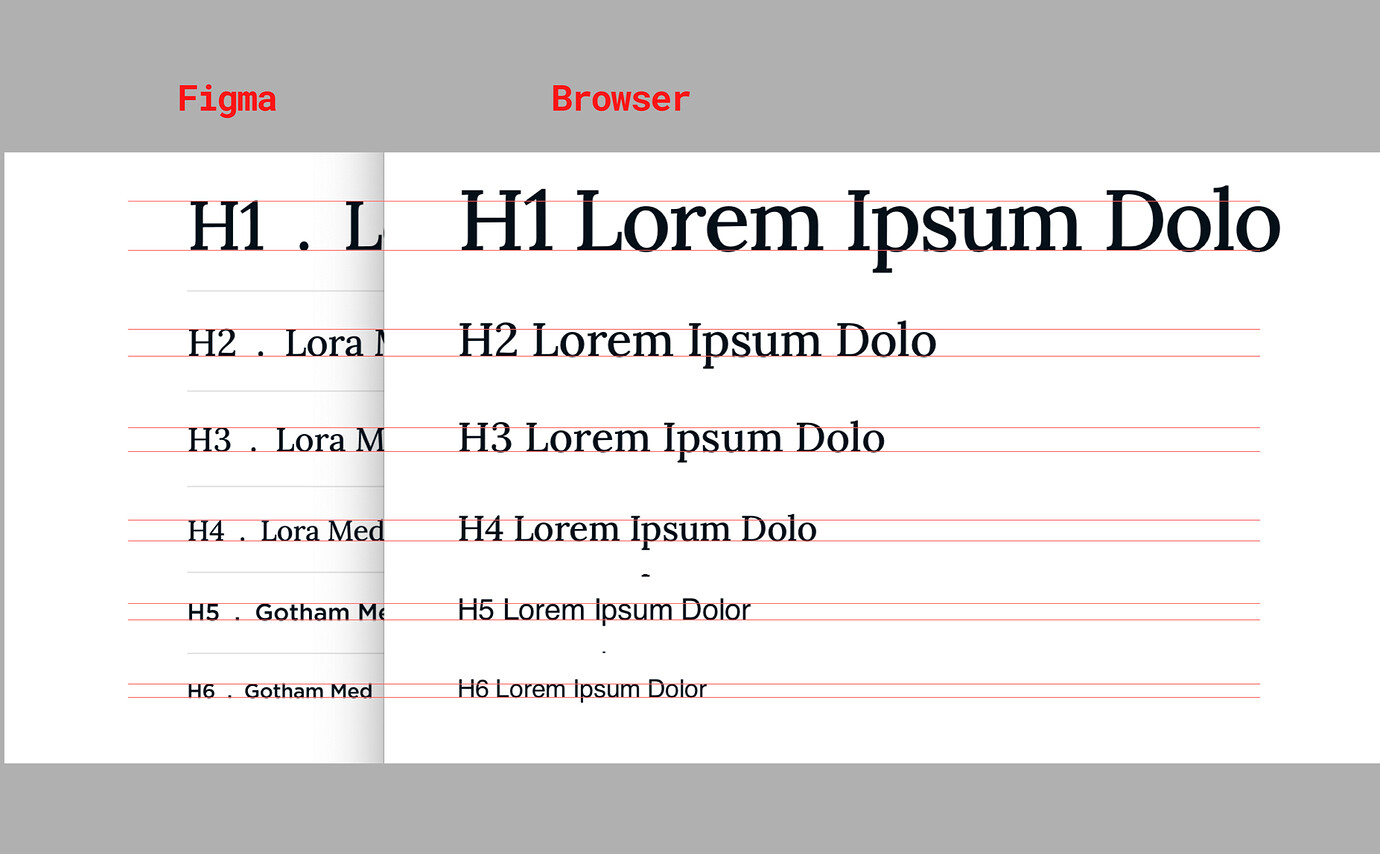 Figma Browser
H1 . L H1 Lorem Ipsum Dolo
H2 . Lora H2 Lorem Ipsum Dolo
H3 . Lora M H3 Lorem Ipsum Dolo
H4 . Lora Med H4 Lorem Ipsum Dolo
H5 . Gotham Me H5 Lorem Ipsum Dolor
H6 . Gotham Med H6 Lorem Ipsum Dolor